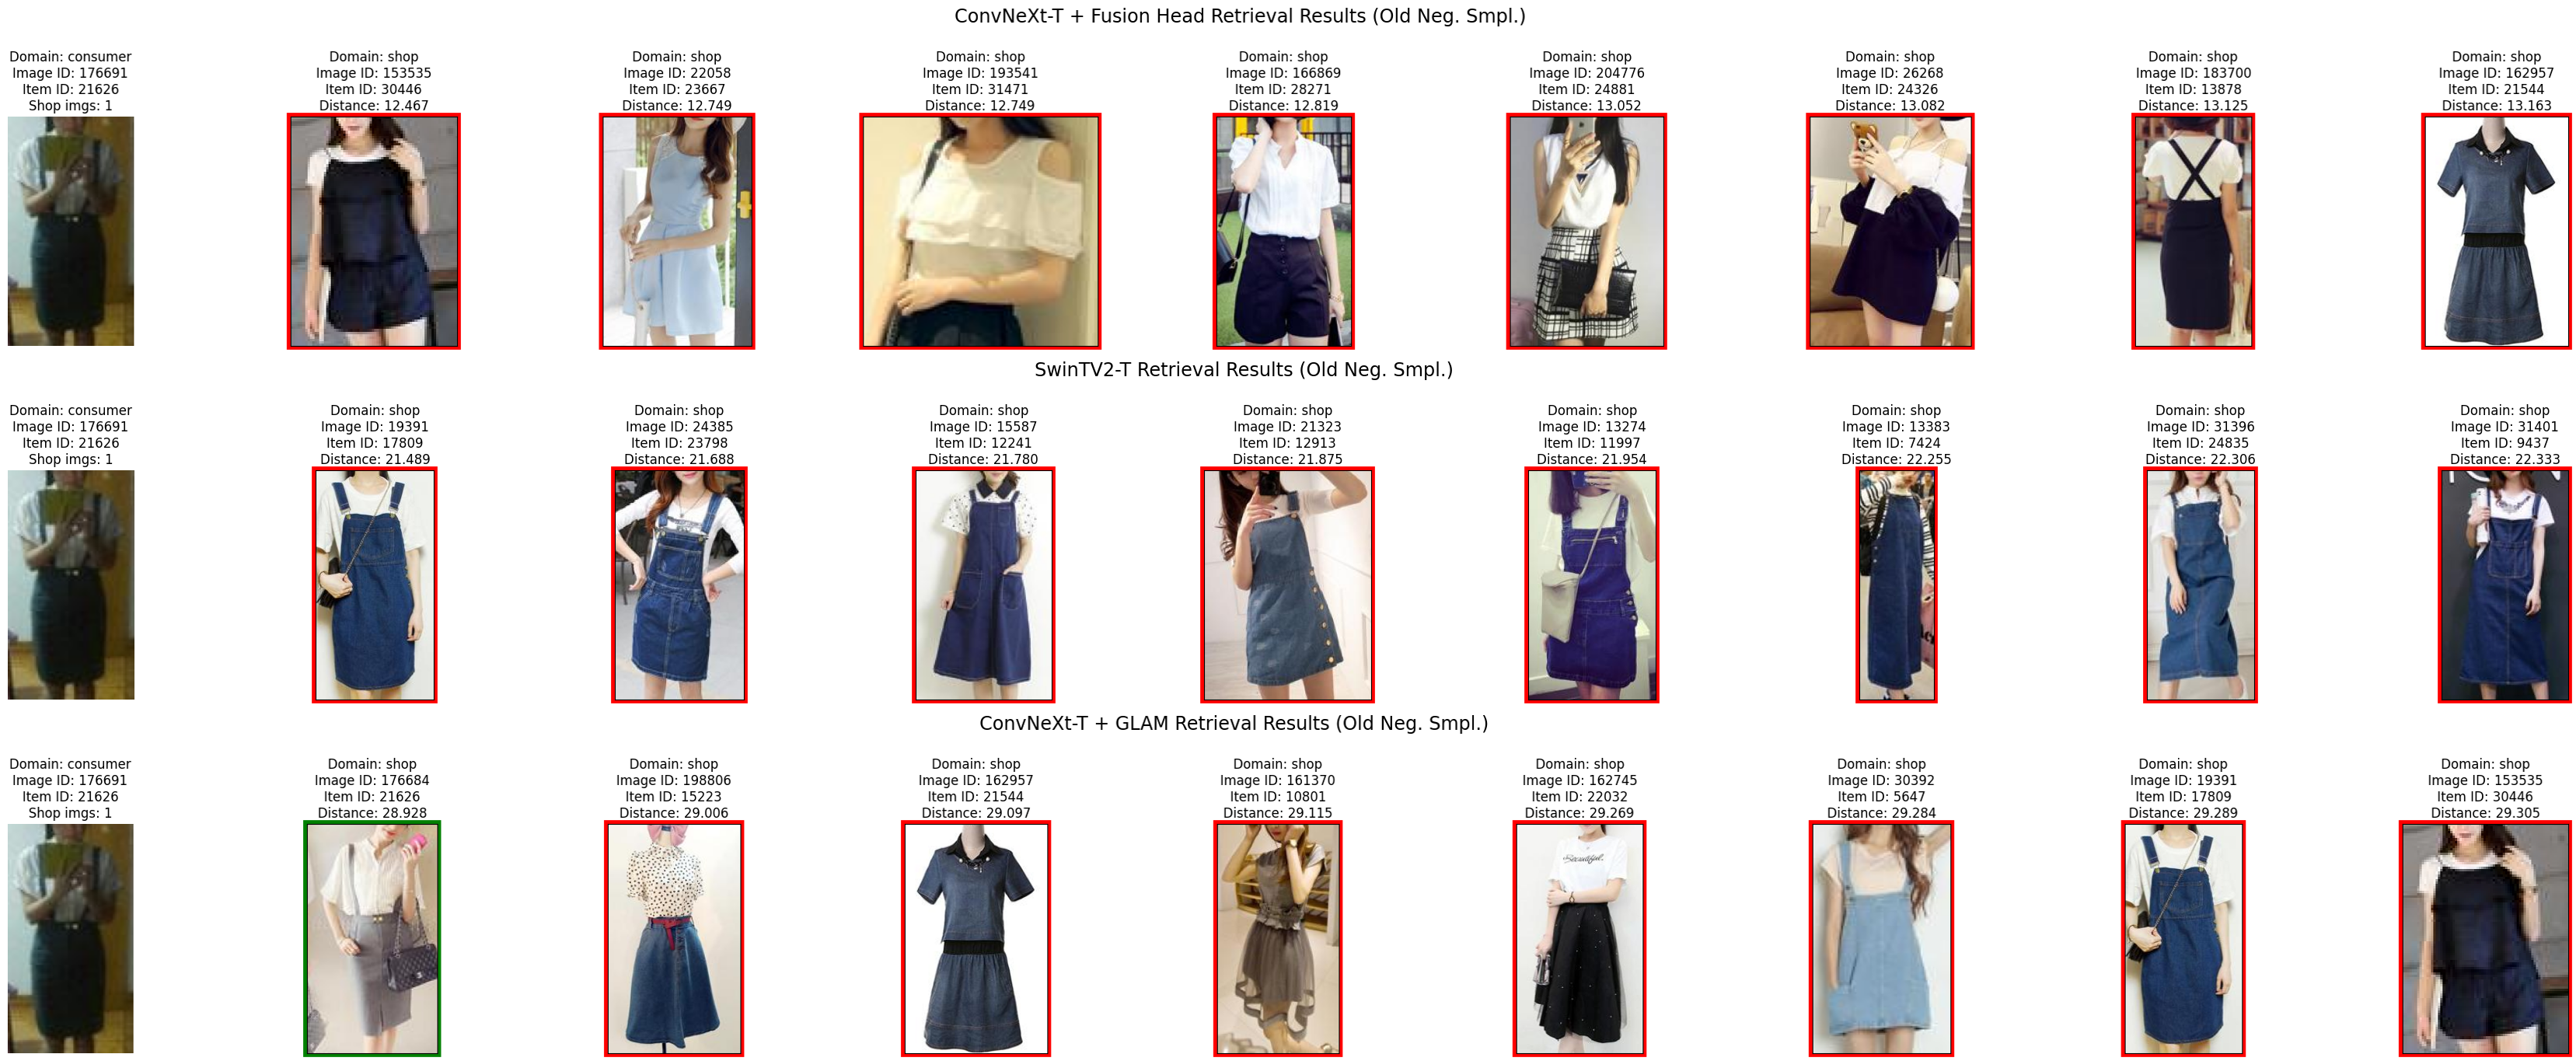 ConvNeXt-T + Fusion Head Retrieval Results (Old Neg. Smpl.)
Domain: consumer
Image ID: 176691
Item ID: 21626
Shop imgs: 1
Domain: shop
Image ID: 153535
Item ID: 30446
Distance: 12.467
Domain: shop
Image ID: 22058
Item ID: 23667
Distance: 12.749
Domain: shop
Image ID: 193541
Item ID: 31471
Distance: 12.749
Domain: shop
Image ID: 166869
Item ID: 28271
Distance: 12.819
Domain: shop
Image ID: 204776
Item ID: 24881
Distance: 13.052
Domain: shop
Image ID: 26268
Item ID: 24326
Distance: 13.082
Domain: shop
Image ID: 183700
Item ID: 13878
Distance: 13.125
Domain: shop
Image ID: 162957
Item ID: 21544
Distance: 13.163
SwinTV2-T Retrieval Results (Old Neg. Smpl.)
Domain: consumer
Image ID: 176691
Item ID: 21626
Shop imgs: 1
Domain: shop
Image ID: 19391
Item ID: 17809
Distance: 21.489
Domain: shop
Image ID: 24385
Item ID: 23798
Distance: 21.688
Domain: shop
Image ID: 15587
Item ID: 12241
Distance: 21.780
Domain: shop
Image ID: 21323
Item ID: 12913
Distance: 21.875
Domain: shop
Image ID: 13274
Item ID: 11997
Distance: 21.954
Domain: shop
Image ID: 13383
Item ID: 7424
Distance: 22.255
Domain: shop
Image ID: 31396
Item ID: 24835
Distance: 22.306
Domain: shop
Image ID: 31401
Item ID: 9437
Distance: 22.333
ConvNeXt-T + GLAM Retrieval Results (Old Neg. Smpl.)
Domain: consumer
Image ID: 176691
Item ID: 21626
Shop imgs: 1
Domain: shop
Image ID: 176684
Item ID: 21626
Distance: 28.928
Domain: shop
Image ID: 198806
Item ID: 15223
Distance: 29.006
Domain: shop
Image ID: 162957
Item ID: 21544
Distance: 29.097
Domain: shop
Image ID: 161370
Item ID: 10801
Distance: 29.115
Domain: shop
Image ID: 162745
Item ID: 22032
Distance: 29.269
Domain: shop
Image ID: 30392
Item ID: 5647
Distance: 29.284
Domain: shop
Image ID: 19391
Item ID: 17809
Distance: 29.289
Domain: shop
Image ID: 153535
Item ID: 30446
Distance: 29.305